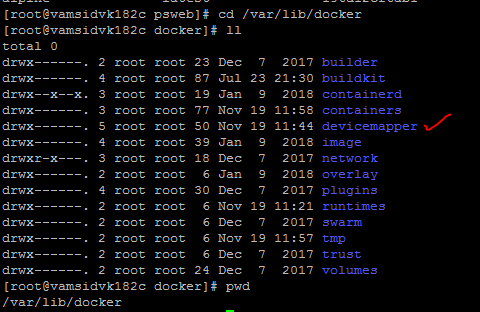 [root@vamsidvk182c psweb]# cd /var/lib/docker
[root@vamsidvk182c docker]# ll
total 0
drwx------. 2 root root 23 Dec  7  2017 builder
drwx------. 4 root root 87 Jul 23 21:30 buildkit
drwx--x--x. 3 root root 19 Jan  9  2018 containerd
drwx------. 3 root root 77 Nov 19 11:58 containers
drwx------. 5 root root 50 Nov 19 11:44 devicemapper
drwx------. 4 root root 39 Jan  9  2018 image
drwxr-x---. 3 root root 18 Dec  7  2017 network
drwx------. 2 root root  6 Jan  9  2018 overlay
drwx------. 4 root root 30 Dec  7  2017 plugins
drwx------. 2 root root  6 Nov 19 11:21 runtimes
drwx------. 2 root root  6 Dec  7  2017 swarm
drwx------. 2 root root  6 Nov 19 11:57 tmp
drwx------. 2 root root  6 Dec  7  2017 trust
drwx------. 2 root root 24 Dec  7  2017 volumes
[root@vamsidvk182c docker]# pwd
/var/lib/docker